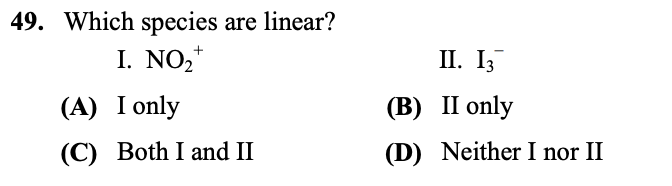 49. Which species are linear?
I. NO₂⁺ II. I₃⁻
(A) I only (B) II only
(C) Both I and II (D) Neither I nor II